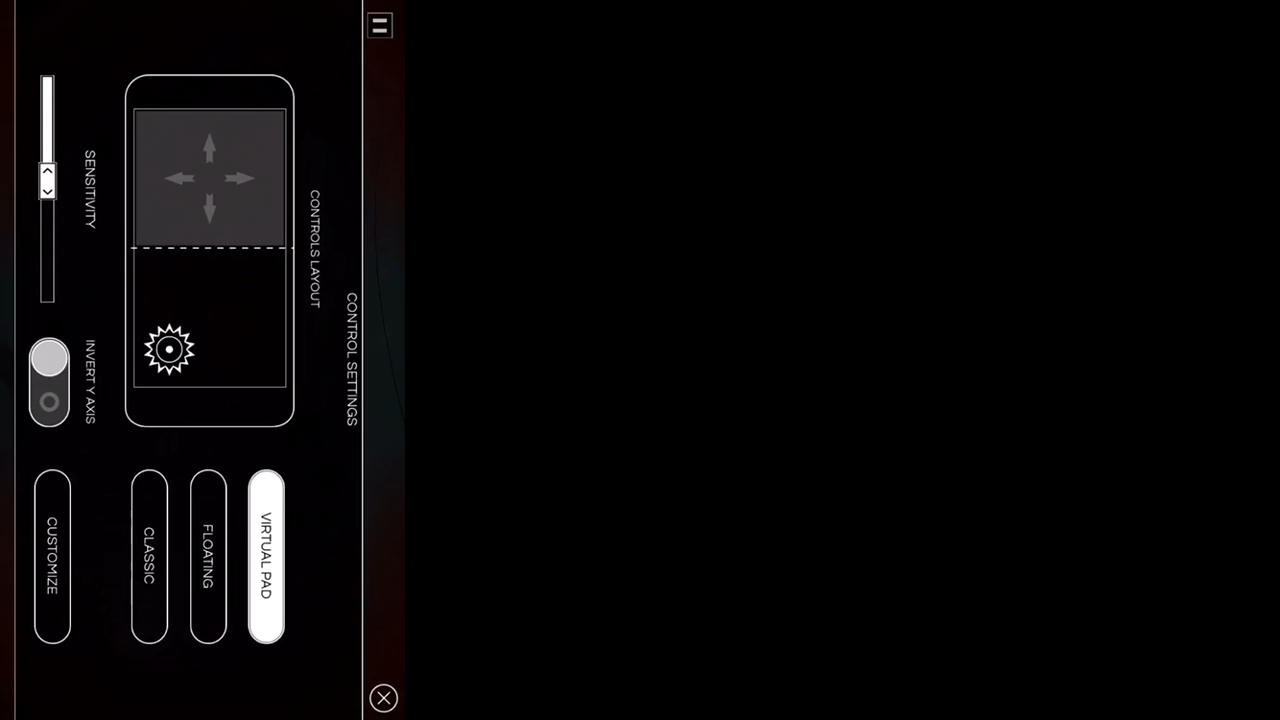 CONTROL SETTINGS
CONTROLS LAYOUT
VIRTUAL PAD
FLOATING
CLASSIC
SENSITIVITY
INVERT Y AXIS
CUSTOMIZE